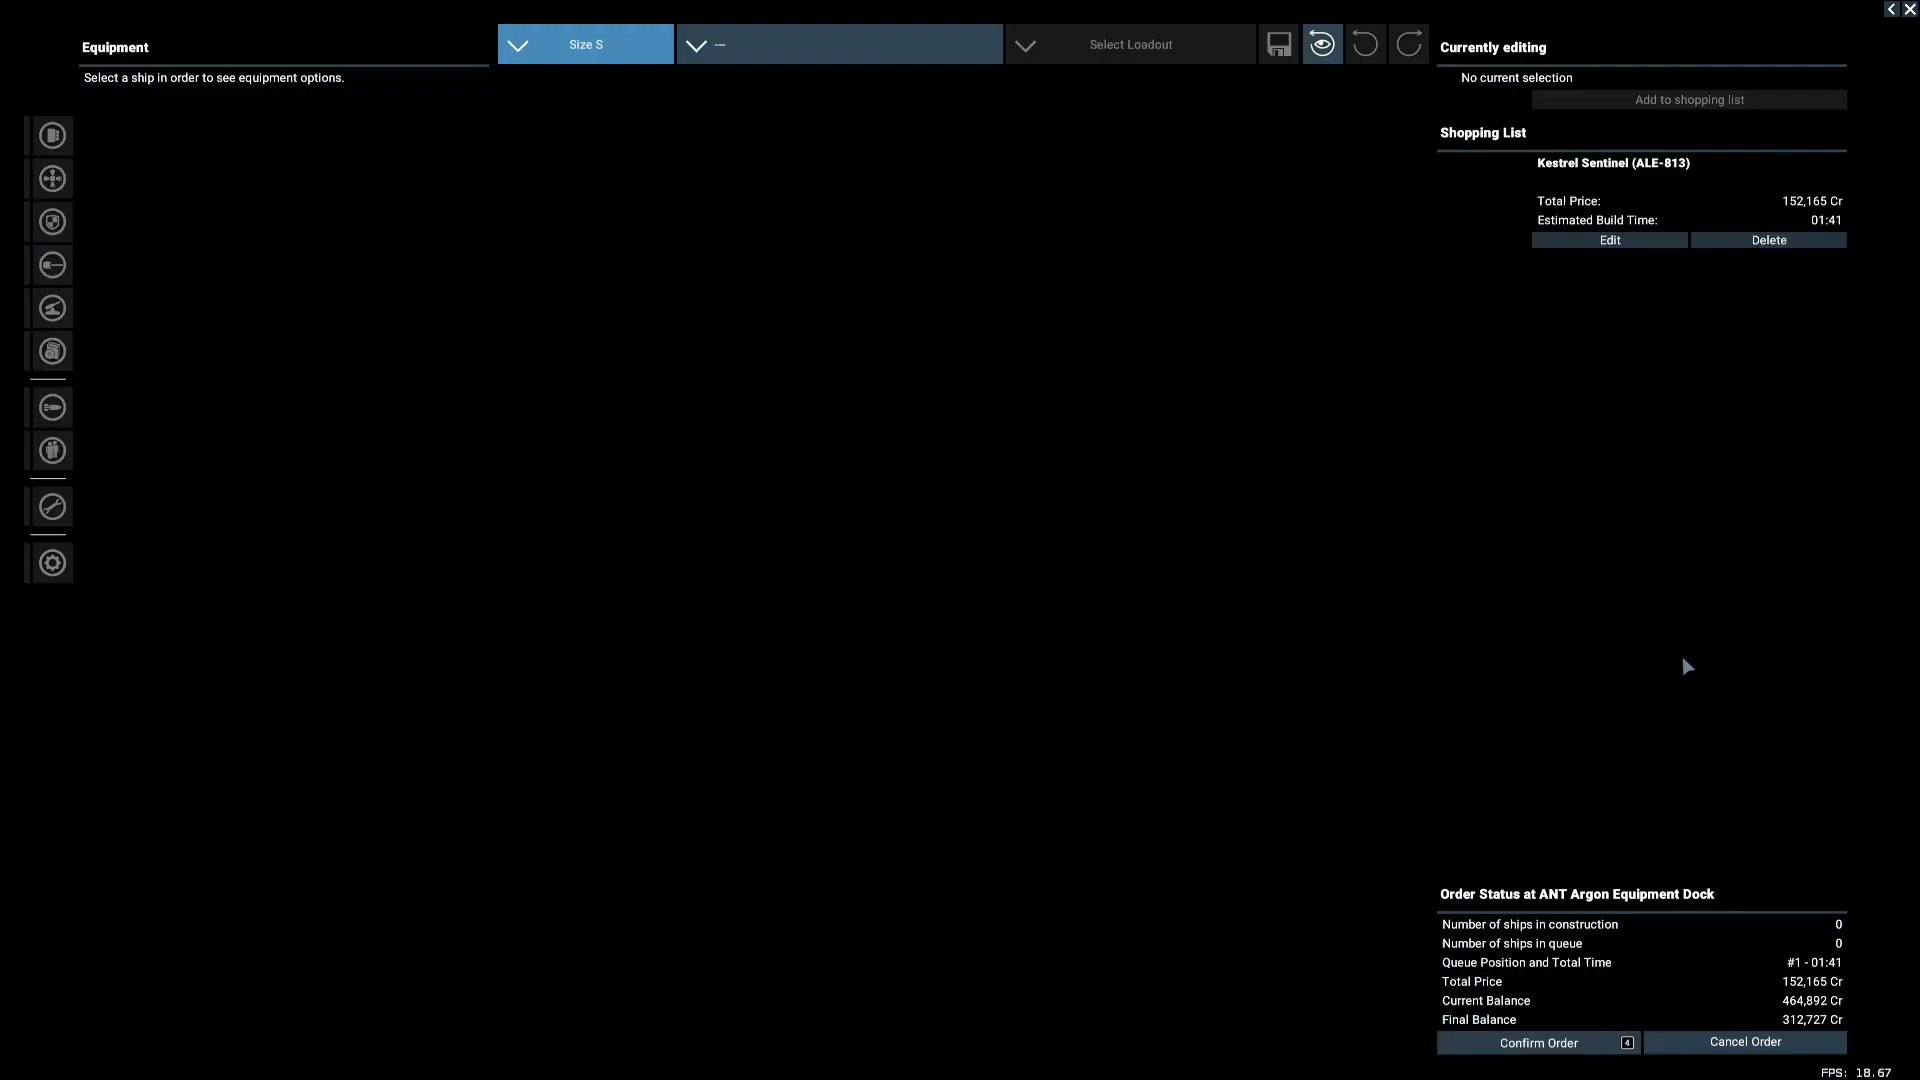 Equipment
Select a ship in order to see equipment options.
Size S
---
Select Loadout
Currently editing
No current selection
Add to shopping list
Shopping List
Kestrel Sentinel (ALE-813)
Total Price: 152,165 Cr
Estimated Build Time: 01:41
Edit Delete
Order Status at ANT Argon Equipment Dock
Number of ships in construction 0
Number of ships in queue 0
Queue Position and Total Time #1 - 01:41
Total Price 152,165 Cr
Current Balance 464,892 Cr
Final Balance 312,727 Cr
Confirm Order 4 Cancel Order
FPS: 18.67